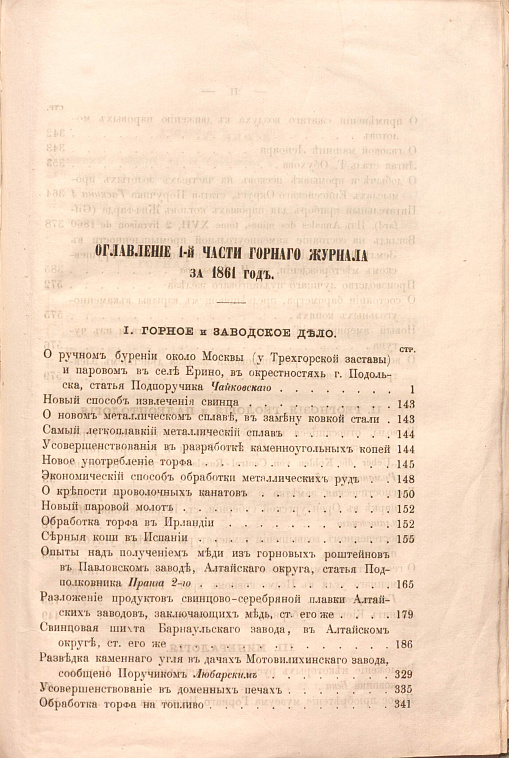 ОГЛАВЛЕНІЕ 1-й ЧАСТИ ГОРНАГО ЖУРНАЛА
ЗА 1861 ГОДЪ.
I. ГОРНОЕ и ЗАВОДСКОЕ ДѢЛО.
СТР.
О ручномъ буреніи около Москвы (у Трехгорской заставы)
и паровомъ въ селѣ Ерино, въ окрестностяхъ г. Подоль-
ска, статья Подпоручика Чайковскаго . . . . . . . . 1
Новый способъ извлеченія свинца . . . . . . . . . . 143
О новомъ металлическомъ сплавѣ, въ замѣну ковкой стали . 143
Самый легкоплавкій металлическій сплавъ . . . . . . . 144
Усовершенствованія въ разработкѣ каменноугольныхъ копей 144
Новое употребленіе торфа . . . . . . . . . . . . . 145
Экономическій способъ обработки металлическихъ рудъ . . 148
О крѣпости проволочныхъ канатовъ . . . . . . . . . 150
Новый паровой молотъ . . . . . . . . . . . . . . 152
Обработка торфа въ Ирландіи . . . . . . . . . . . 152
Сѣрныя копи въ Испаніи . . . . . . . . . . . . . 155
Опыты надъ полученіемъ мѣди изъ горновыхъ роштейновъ
въ Павловскомъ заводѣ, Алтайскаго округа, статья Под-
полковника Пранга 2-го . . . . . . . . . . . . . 165
Разложеніе продуктовъ свинцово-серебряной плавки Алтай-
скихъ заводовъ, заключающихъ мѣдь, ст. его же . . . . 179
Свинцовая шихта Барнаульскаго завода, въ Алтайскомъ
округѣ, ст. его же . . . . . . . . . . . . . . . 186
Развѣдка каменнаго угля въ дачахъ Мотовилихинскаго завода,
сообщено Поручикомъ Любарскимъ . . . . . . . . . 329
Усовершенствованіе въ доменныхъ печахъ . . . . . . . 335
Обработка торфа на топливо . . . . . . . . . . . . 341